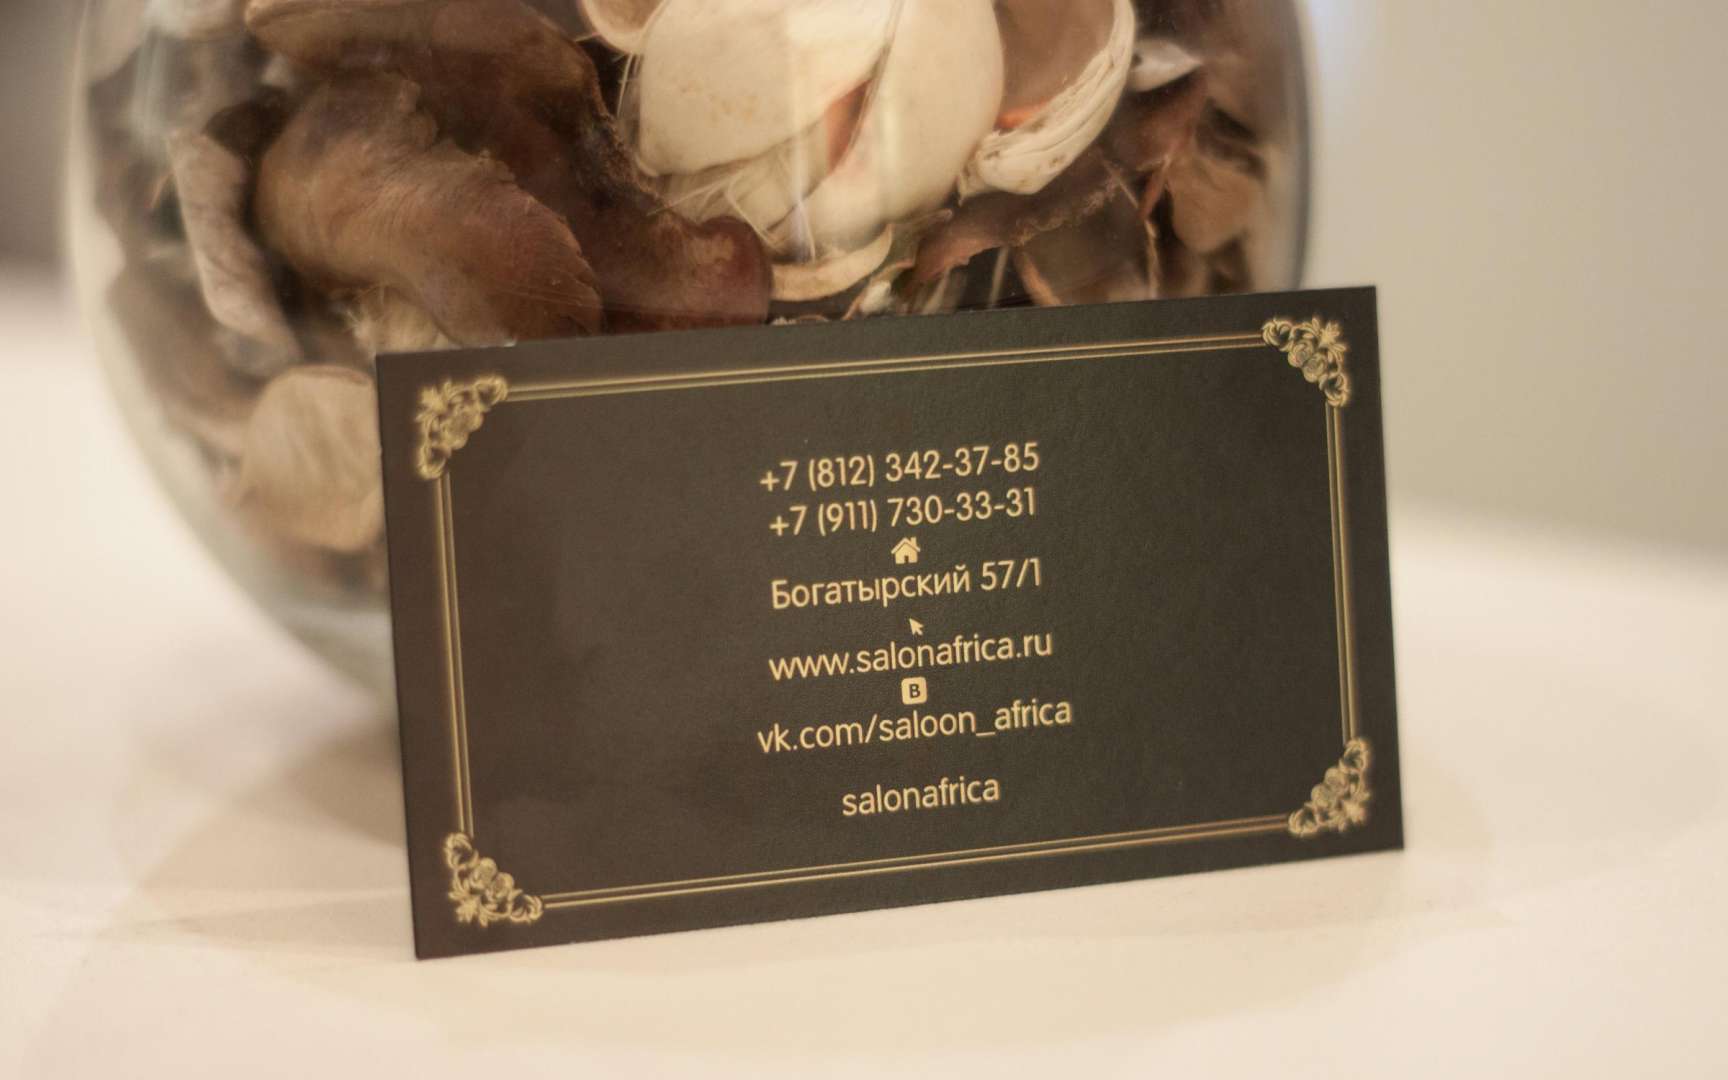 +7 (812) 342-37-85
+7 (911) 730-33-31
Богатырский 57/1
www.salonafrica.ru
B
vk.com/saloon_africa
salonafrica